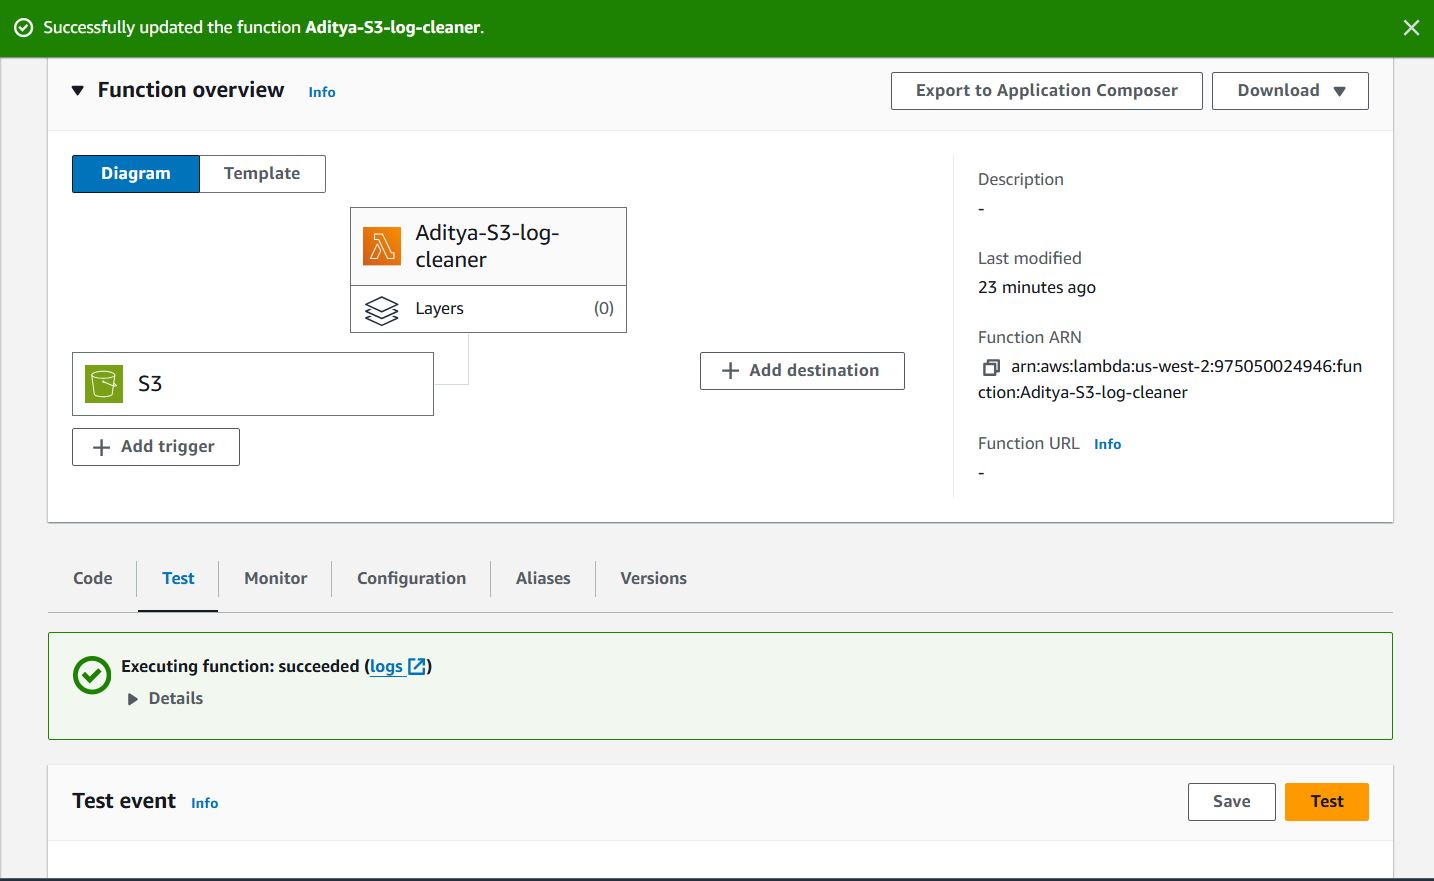 Successfully updated the function Aditya-S3-log-cleaner.
Function overview Info
Export to Application Composer
Download
Diagram
Template
Aditya-S3-log-
cleaner
Layers (0)
S3
Add trigger
Add destination
Description
-
Last modified
23 minutes ago
Function ARN
arn:aws:lambda:us-west-2:975050024946:fun
ction:Aditya-S3-log-cleaner
Function URL Info
-
Code
Test
Monitor
Configuration
Aliases
Versions
Executing function: succeeded (logs)
Details
Test event Info
Save
Test